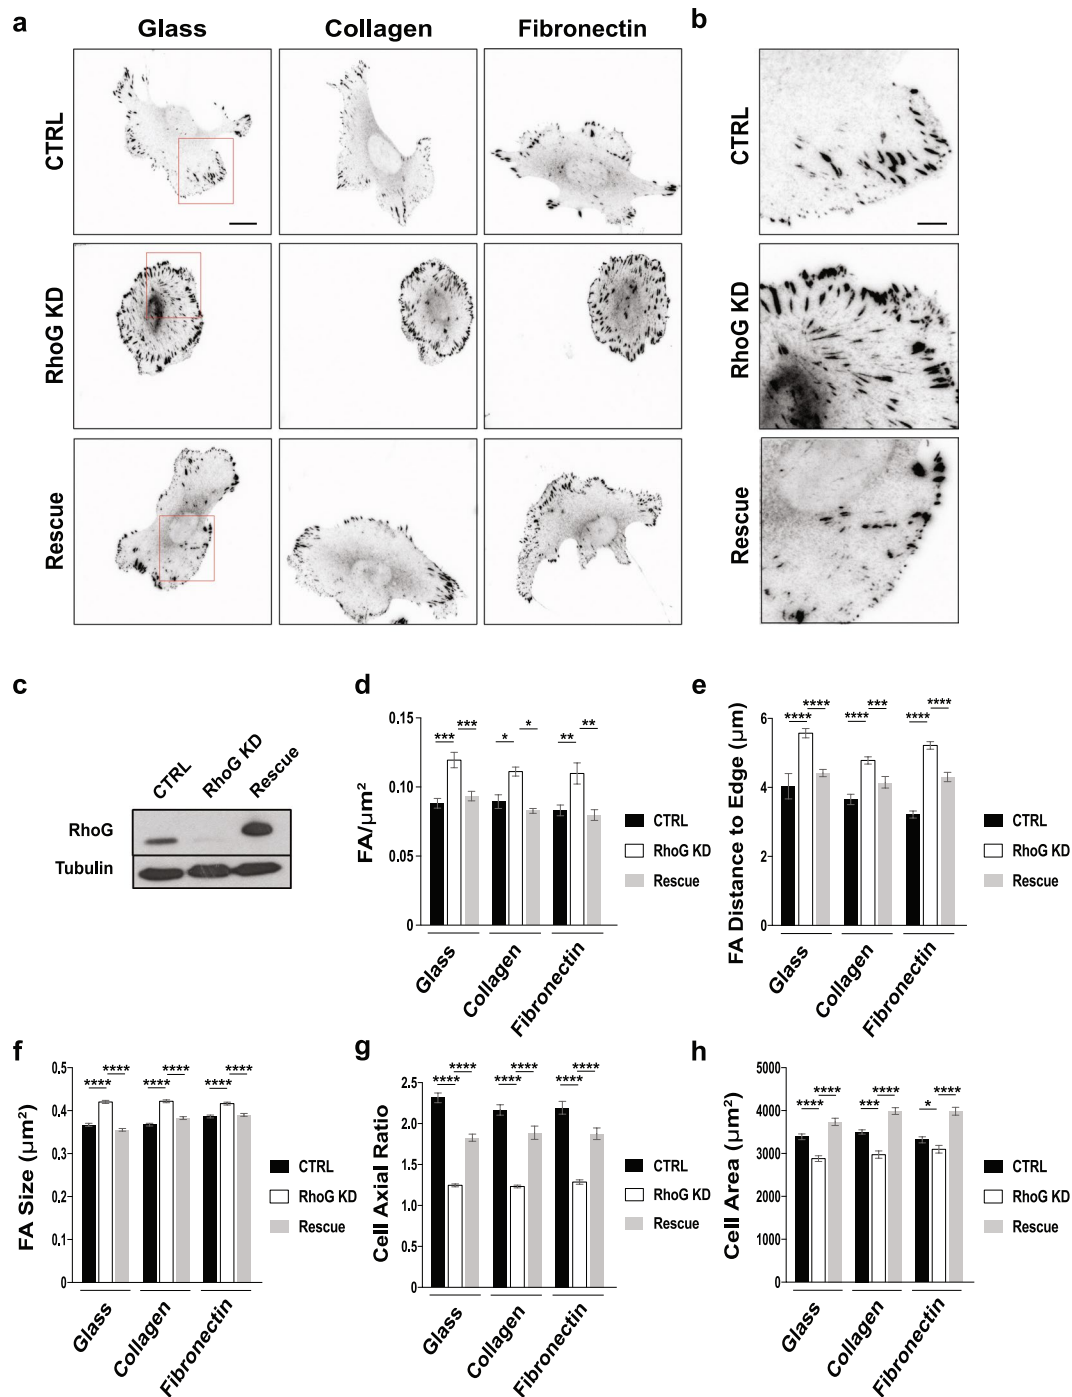 a
Glass
Collagen
Fibronectin
CTRL
RhoG KD
Rescue
b
CTRL
RhoG KD
Rescue
c
CTRL
RhoG KD
Rescue
RhoG
Tubulin
d
FA/μm²
0.15
0.10
0.05
0
*** ***
* *
** **
Glass
Collagen
Fibronectin
CTRL
RhoG KD
Rescue
e
FA Distance to Edge (μm)
6
4
2
0
**** ****
**** ***
**** ****
Glass
Collagen
Fibronectin
CTRL
RhoG KD
Rescue
f
FA Size (μm²)
0.5
0.4
0.3
0.2
0.1
0
**** ****
**** ****
**** ****
Glass
Collagen
Fibronectin
CTRL
RhoG KD
Rescue
g
Cell Axial Ratio
2.5
2.0
1.5
1.0
0.5
0.0
**** ****
**** ****
**** ****
Glass
Collagen
Fibronectin
CTRL
RhoG KD
Rescue
h
Cell Area (μm²)
5000
4000
3000
2000
1000
0
**** ****
*** ****
* ****
Glass
Collagen
Fibronectin
CTRL
RhoG KD
Rescue